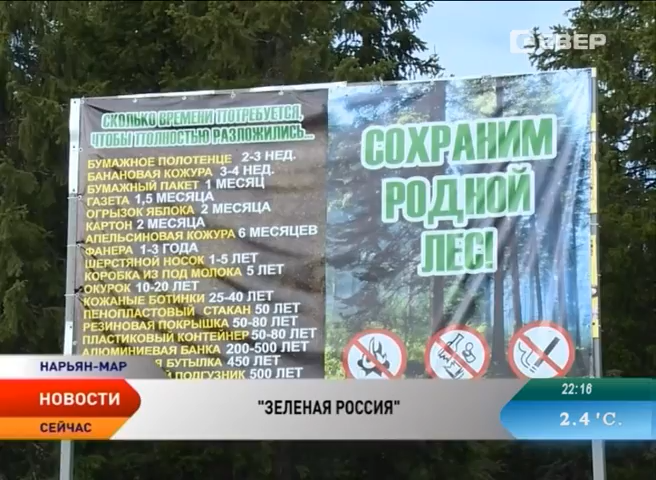 СЕВЕР
СКОЛЬКО ВРЕМЕНИ ПОТРЕБУЕТСЯ,
ЧТОБЫ ПОЛНОСТЬЮ РАЗЛОЖИЛИСЬ...
БУМАЖНОЕ ПОЛОТЕНЦЕ 2-3 НЕД.
БАНАНОВАЯ КОЖУРА 3-4 НЕД.
БУМАЖНЫЙ ПАКЕТ 1 МЕСЯЦ
ГАЗЕТА 1,5 МЕСЯЦА
ОГРЫЗОК ЯБЛОКА 2 МЕСЯЦА
КАРТОН 2 МЕСЯЦА
АПЕЛЬСИНОВАЯ КОЖУРА 6 МЕСЯЦЕВ
ФАНЕРА 1-3 ГОДА
ШЕРСТЯНОЙ НОСОК 1-5 ЛЕТ
КОРОБКА ИЗ ПОД МОЛОКА 5 ЛЕТ
ОКУРОК 10-20 ЛЕТ
КОЖАНЫЕ БОТИНКИ 25-40 ЛЕТ
ПЕНОПЛАСТОВЫЙ СТАКАН 50 ЛЕТ
РЕЗИНОВАЯ ПОКРЫШКА 50-80 ЛЕТ
ПЛАСТИКОВЫЙ КОНТЕЙНЕР 50-80 ЛЕТ
АЛЮМИНИЕВАЯ БАНКА 200-500 ЛЕТ
БУТЫЛКА 450 ЛЕТ
ПОДГУЗНИК 500 ЛЕТ
СОХРАНИМ
РОДНОЙ
ЛЕС!
НАРЬЯН-МАР
НОВОСТИ
СЕЙЧАС
"ЗЕЛЕНАЯ РОССИЯ"
22:16
2.4 °C.